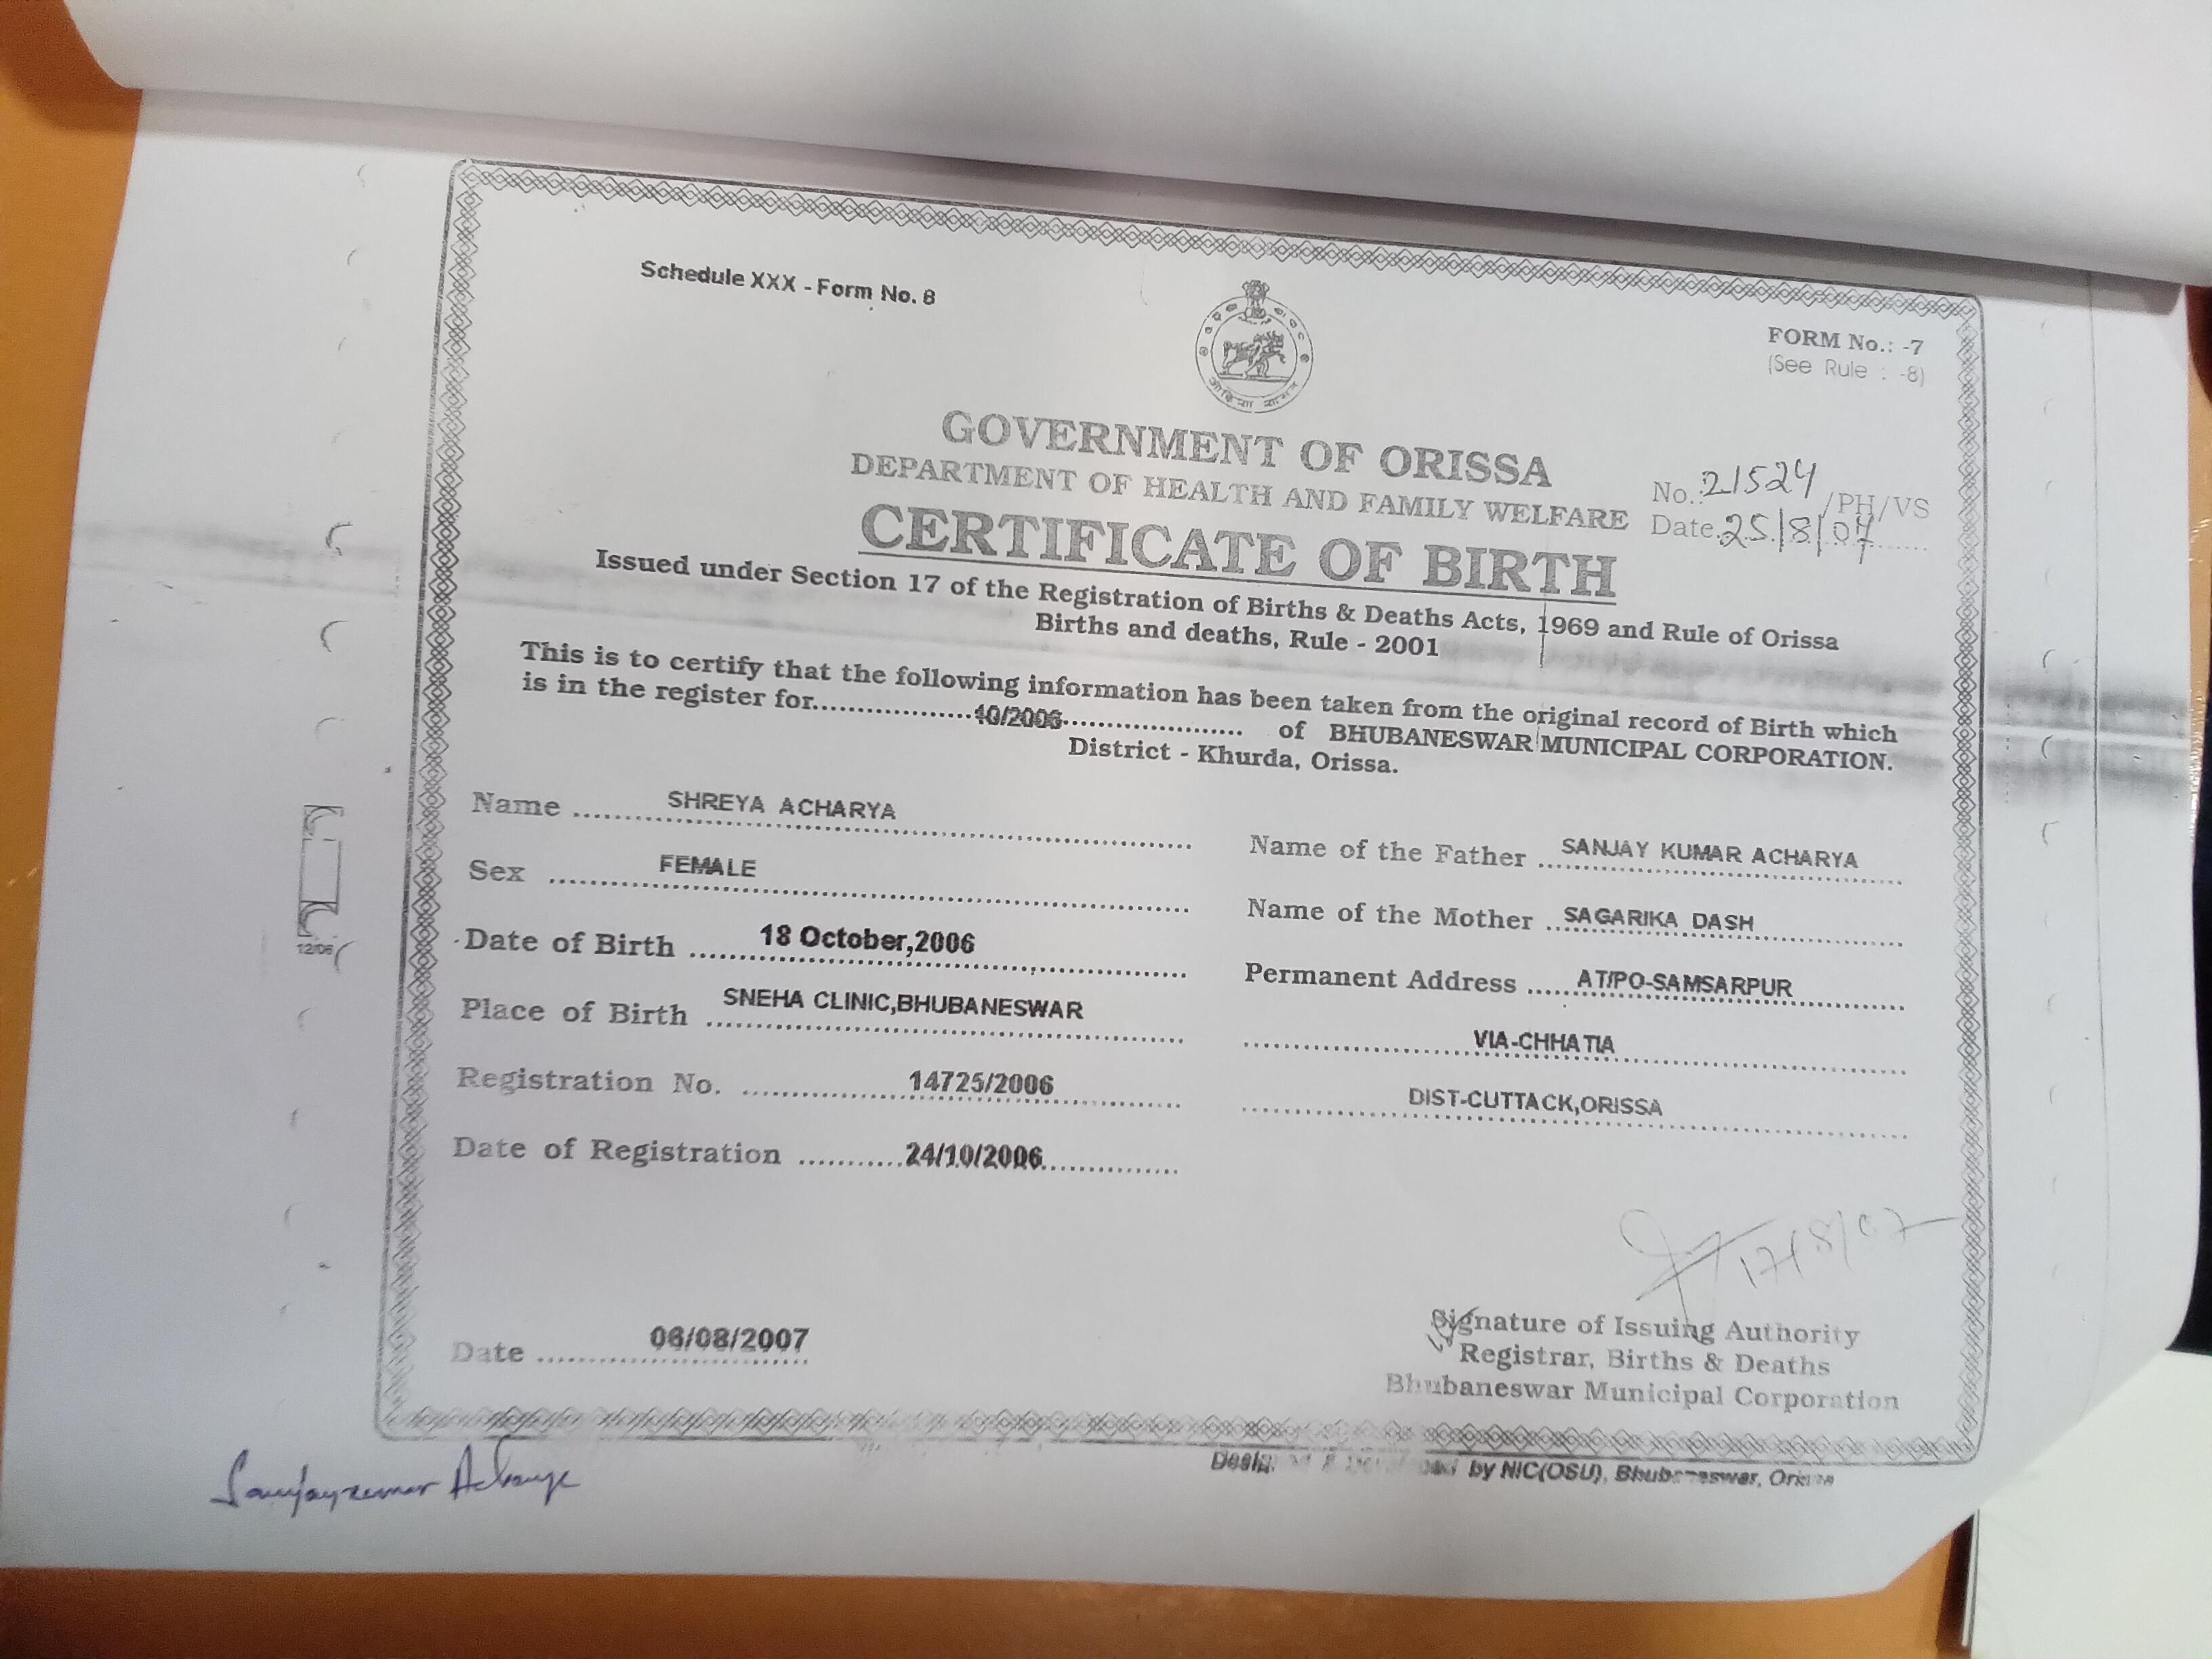 Schedule XXX - Form No. 8
FORM No.: -7
(See Rule : -8)
GOVERNMENT OF ORISSA
DEPARTMENT OF HEALTH AND FAMILY WELFARE
No.: 21524 /PH/VS
Date. 25/8/07
CERTIFICATE OF BIRTH
Issued under Section 17 of the Registration of Births & Deaths Acts, 1969 and Rule of Orissa
Births and deaths, Rule - 2001
This is to certify that the following information has been taken from the original record of Birth which
is in the register for....................10/2006........................ of BHUBANESWAR MUNICIPAL CORPORATION.
District - Khurda, Orissa.
Name ........ SHREYA ACHARYA
Sex ........ FEMALE
Date of Birth ........ 18 October,2006
Place of Birth ........ SNEHA CLINIC,BHUBANESWAR
Registration No. ........ 14725/2006
Date of Registration ........ 24/10/2006
Name of the Father ........ SANJAY KUMAR ACHARYA
Name of the Mother ........ SAGARIKA DASH
Permanent Address ........ AT/PO-SAMSARPUR
VIA-CHHATIA
DIST-CUTTACK,ORISSA
12/06
17/8/07
Date ........ 06/08/2007
Signature of Issuing Authority
Registrar, Births & Deaths
Bhubaneswar Municipal Corporation
by NIC(OSU), Bhubaneswar, Orissa
Sanjay kumar Acharya